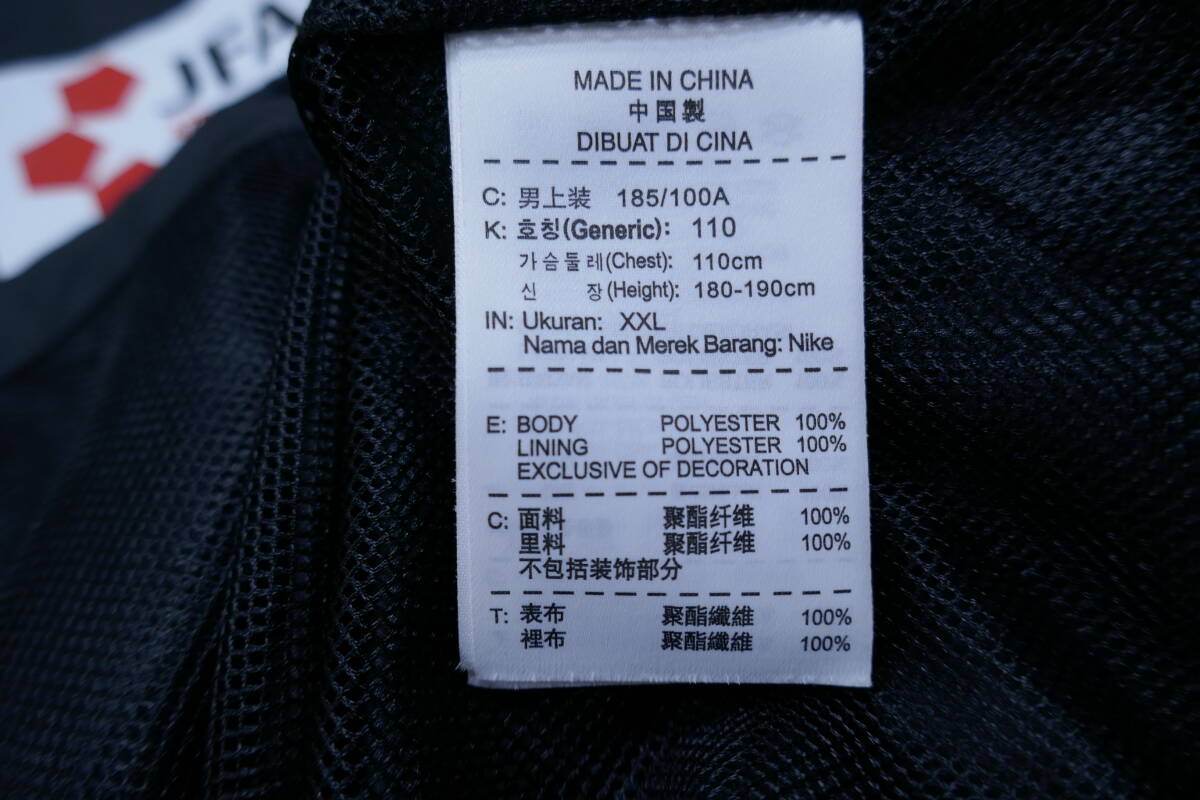 JFA
MADE IN CHINA
中国製
DIBUAT DI CINA
C: 男上装 185/100A
K: 호칭(Generic): 110
가슴둘레(Chest): 110cm
신 장(Height): 180-190cm
IN: Ukuran: XXL
Nama dan Merek Barang: Nike
E: BODY POLYESTER 100%
LINING POLYESTER 100%
EXCLUSIVE OF DECORATION
C: 面料 聚酯纤维 100%
里料 聚酯纤维 100%
不包括装饰部分
T: 表布 聚酯纖維 100%
裡布 聚酯纖維 100%